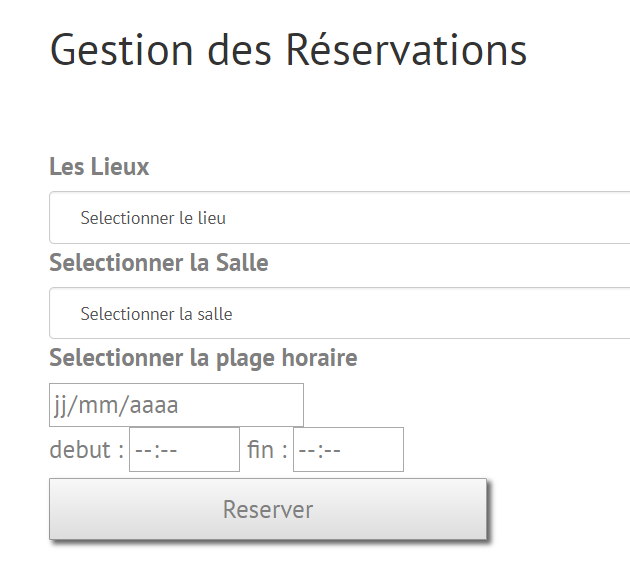 Gestion des Réservations
Les Lieux
Selectionner le lieu
Selectionner la Salle
Selectionner la salle
Selectionner la plage horaire
jj/mm/aaaa
debut : --:-- fin : --:--
Reserver